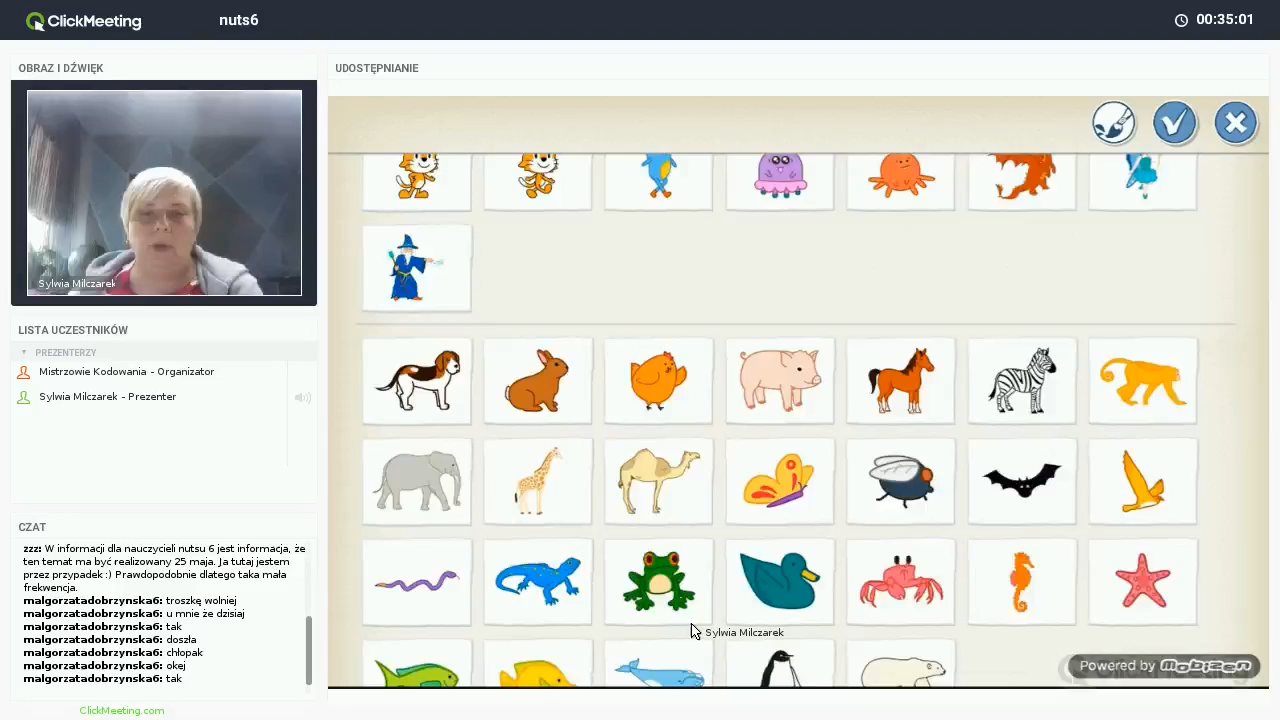 ClickMeeting
nuts6
00:35:01
OBRAZ I DŹWIĘK
Sylwia Milczarek
LISTA UCZESTNIKÓW
PREZENTERZY
Mistrzowie Kodowania - Organizator
Sylwia Milczarek - Prezenter
CZAT
zzz: W informacji dla nauczycieli nutsu 6 jest informacja, że
ten temat ma być realizowany 25 maja. Ja tutaj jestem
przez przypadek :) Prawdopodobnie dlatego taka mała
frekwencja.
malgorzatadobrzynska6: troszkę wolniej
malgorzatadobrzynska6: u mnie że dzisiaj
malgorzatadobrzynska6: tak
malgorzatadobrzynska6: doszła
malgorzatadobrzynska6: chłopak
malgorzatadobrzynska6: okej
malgorzatadobrzynska6: tak
ClickMeeting.com
UDOSTĘPNIANIE
Sylwia Milczarek
Powered by Mobizen